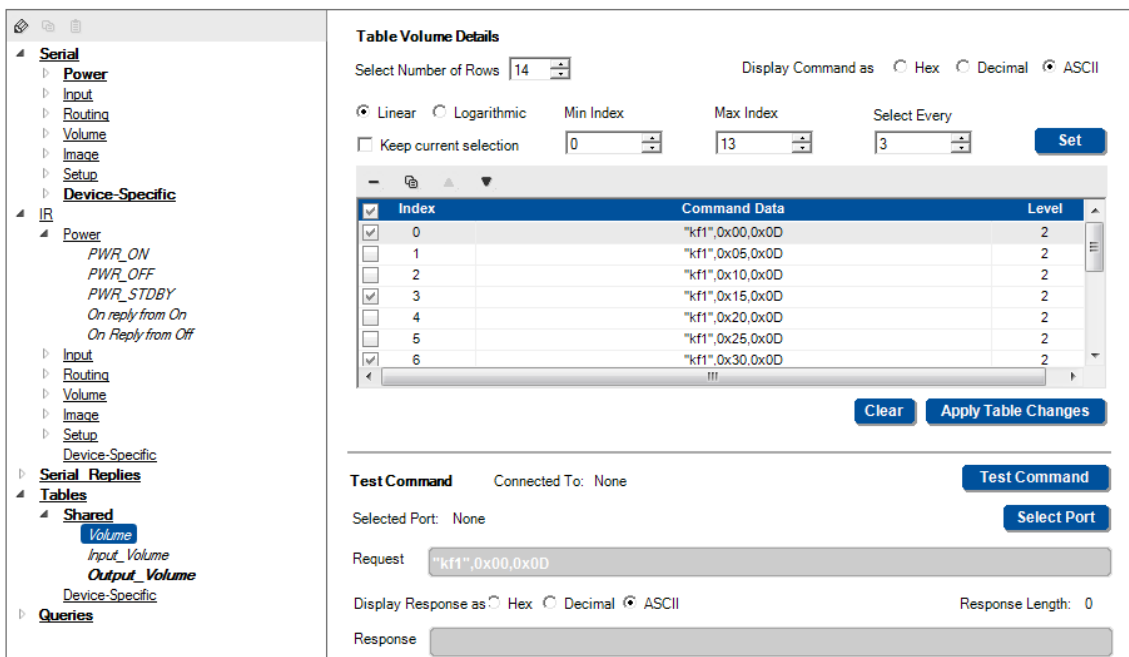 Serial
Power
Input
Routing
Volume
Image
Setup
Device-Specific
IR
Power
PWR_ON
PWR_OFF
PWR_STDBY
On reply from On
On Reply from Off
Input
Routing
Volume
Image
Setup
Device-Specific
Serial Replies
Tables
Shared
Volume
Input_Volume
Output_Volume
Device-Specific
Queries
Table Volume Details
Select Number of Rows 14 Display Command as Hex Decimal ASCII
Linear Logarithmic Min Index Max Index Select Every
Keep current selection 0 13 3 Set
Index Command Data Level
0 "kf1",0x00,0x0D 2
1 "kf1",0x05,0x0D 2
2 "kf1",0x10,0x0D 2
3 "kf1",0x15,0x0D 2
4 "kf1",0x20,0x0D 2
5 "kf1",0x25,0x0D 2
6 "kf1",0x30,0x0D 2
Clear Apply Table Changes
Test Command Connected To: None Test Command
Selected Port: None Select Port
Request "kf1",0x00,0x0D
Display Response as Hex Decimal ASCII Response Length: 0
Response